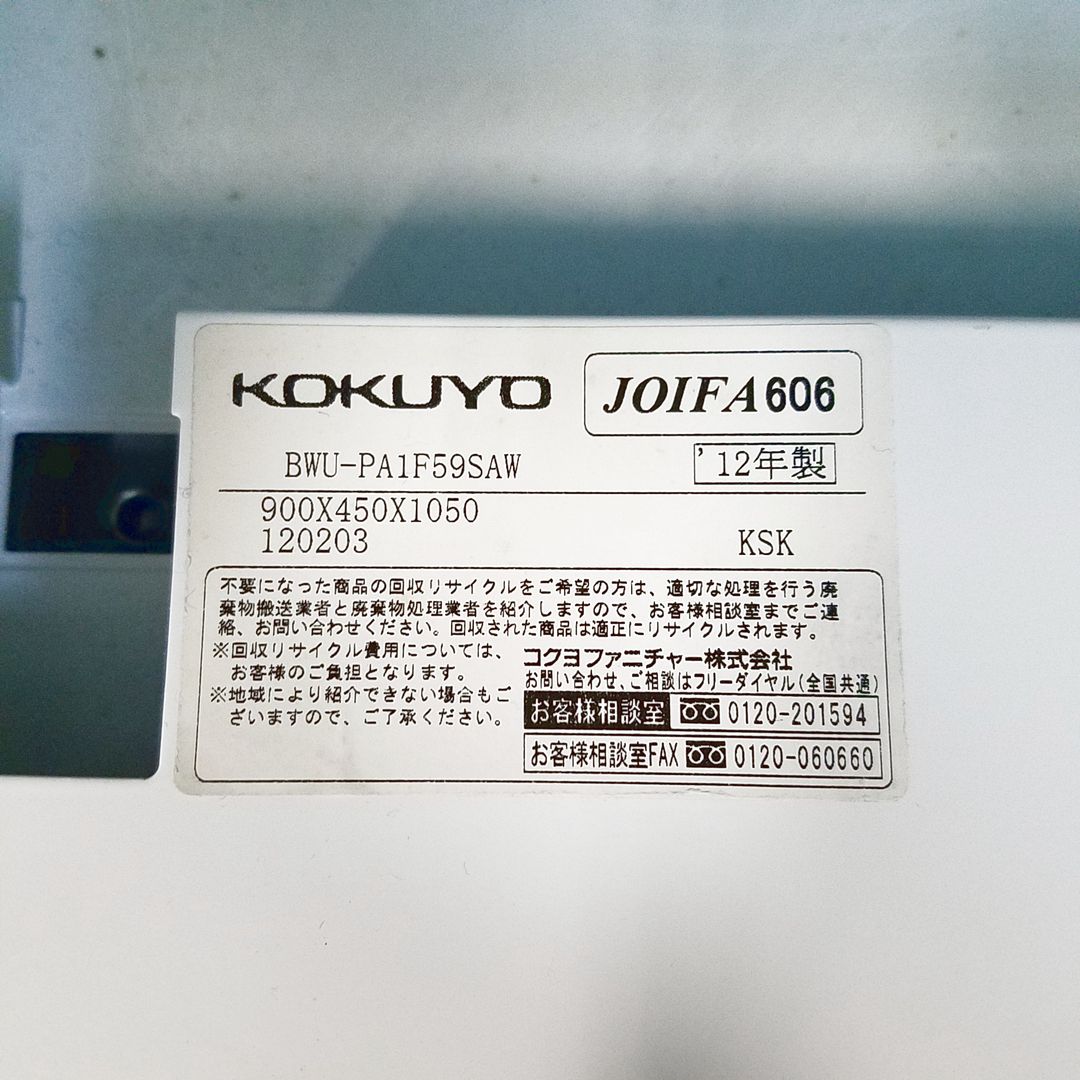 KOKUYO
JOIFA606
BWU-PA1F59SAW
'12年製
900X450X1050
120203
KSK
不要になった商品の回収リサイクルをご希望の方は、適切な処理を行う廃
棄物搬送業者と廃棄物処理業者を紹介しますので、お客様相談室までご連
絡、お問い合わせください。回収された商品は適正にリサイクルされます。
※回収リサイクル費用については、
お客様のご負担となります。
※地域により紹介できない場合もご
ざいますので、ご了承ください。
コクヨファニチャー株式会社
お問い合わせ、ご相談はフリーダイヤル(全国共通)
お客様相談室 0120-201594
お客様相談室FAX 0120-060660